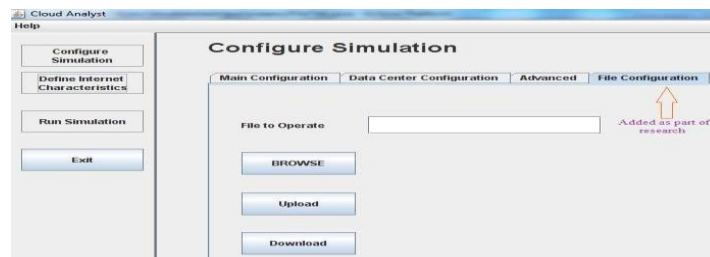 Cloud Analyst
Help
Configure
Simulation
Define Internet
Characteristics
Run Simulation
Exit
Configure Simulation
Main Configuration
Data Center Configuration
Advanced
File Configuration
File to Operate
Added as part of
research
BROWSE
Upload
Download